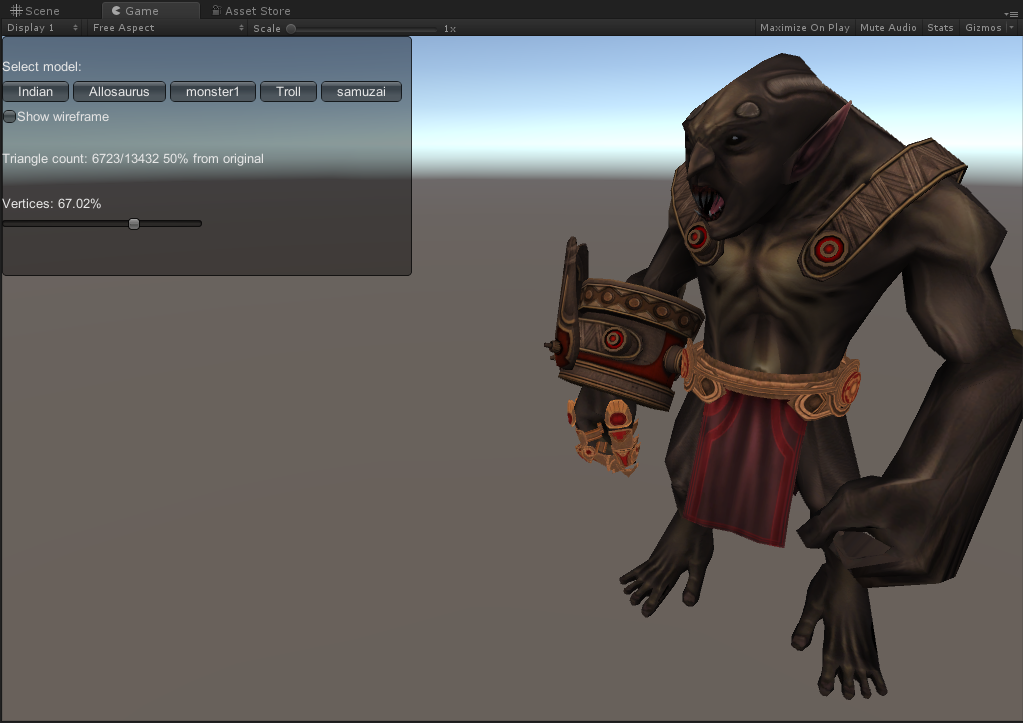 Scene Game Asset Store
Display 1 Free Aspect Scale 1x Maximize On Play Mute Audio Stats Gizmos
Select model:
Indian Allosaurus monster1 Troll samuzai
Show wireframe
Triangle count: 6723/13432 50% from original
Vertices: 67.02%